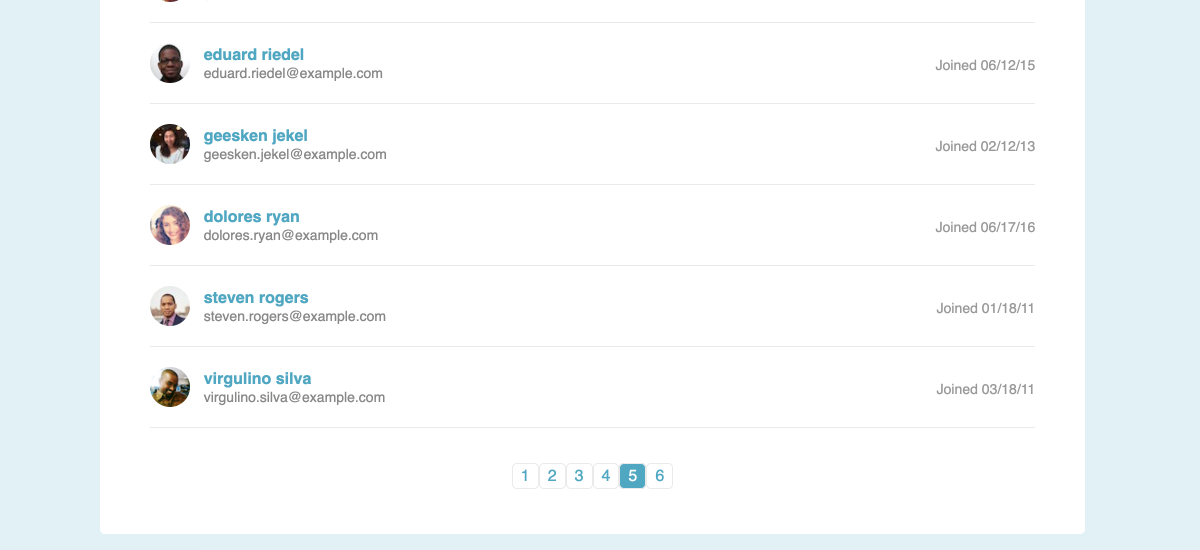 eduard riedel
eduard.riedel@example.com
Joined 06/12/15
geesken jekel
geesken.jekel@example.com
Joined 02/12/13
dolores ryan
dolores.ryan@example.com
Joined 06/17/16
steven rogers
steven.rogers@example.com
Joined 01/18/11
virgulino silva
virgulino.silva@example.com
Joined 03/18/11
1 2 3 4 5 6